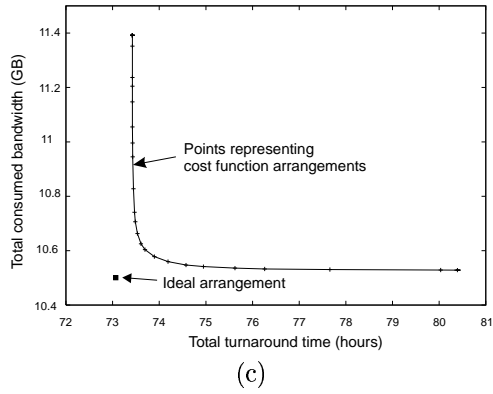 11.4
11.2
11
10.8
10.6
10.4
Total consumed bandwidth (GB)
Points representing
cost function arrangements
Ideal arrangement
72 73 74 75 76 77 78 79 80 81
Total turnaround time (hours)
(c)